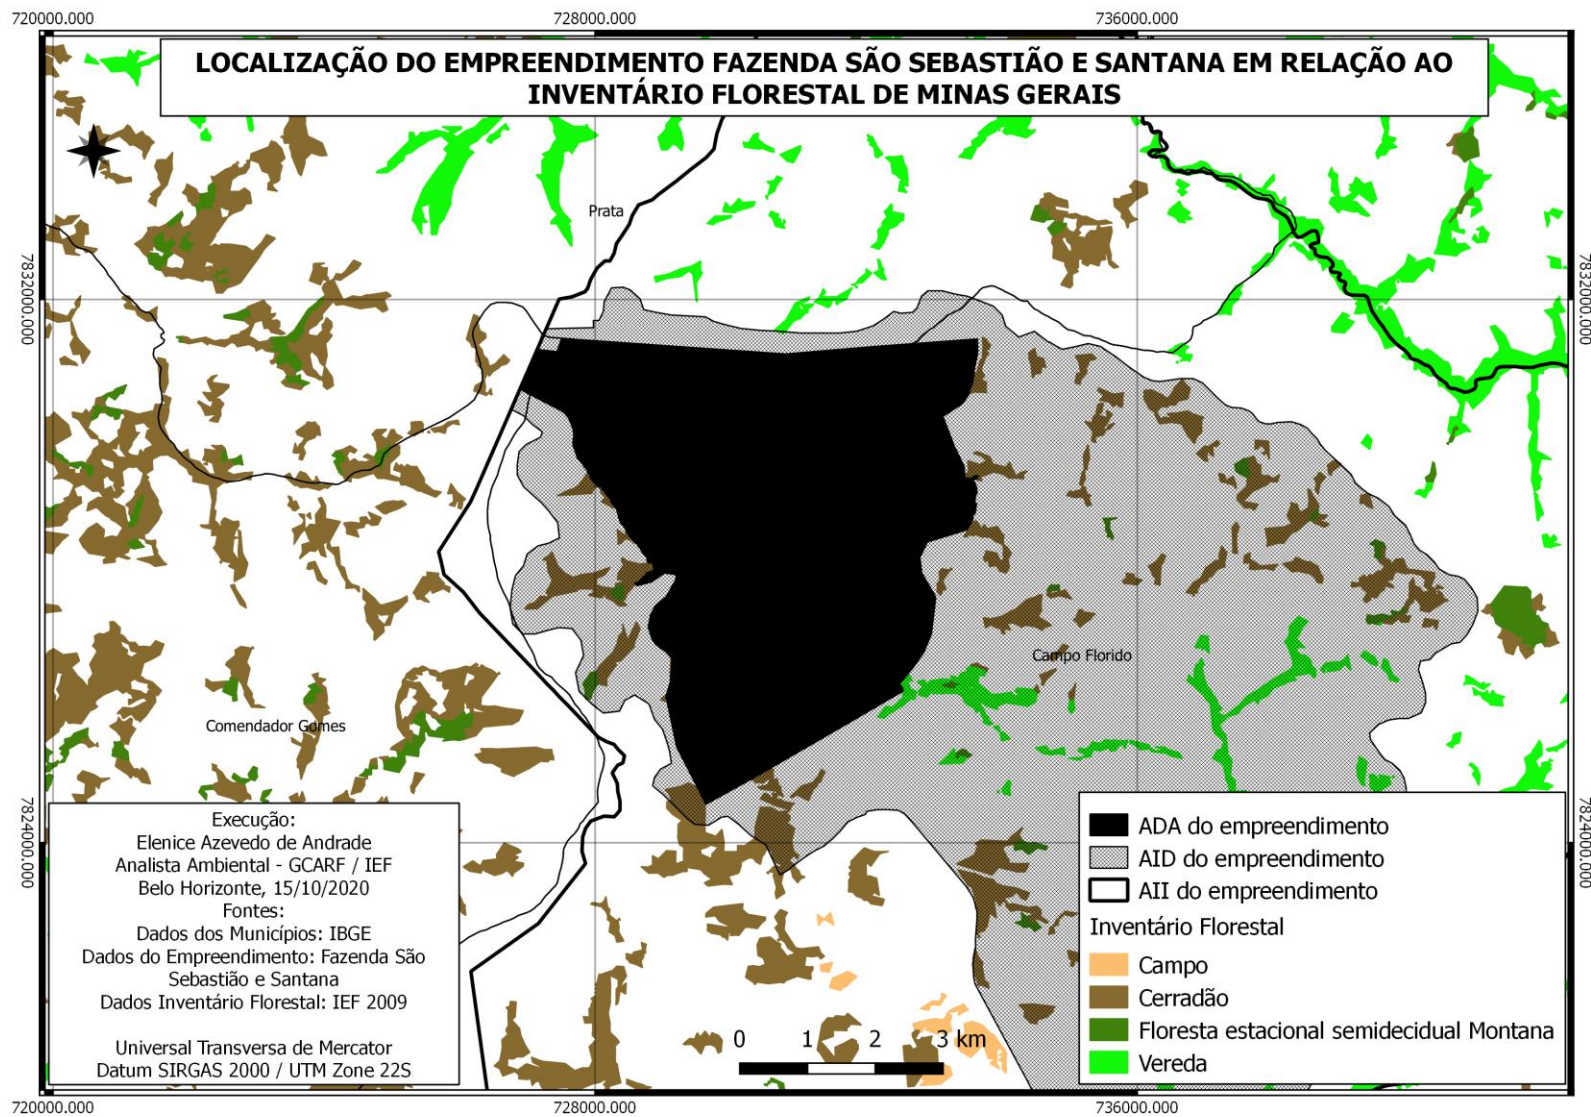 720000.000
728000.000
736000.000
LOCALIZAÇÃO DO EMPREENDIMENTO FAZENDA SÃO SEBASTIÃO E SANTANA EM RELAÇÃO AO
INVENTÁRIO FLORESTAL DE MINAS GERAIS
Prata
7832000.000
7832000.000
Campo Florido
Comendador Gomes
7824000.000
7824000.000
Execução:
Elenice Azevedo de Andrade
Analista Ambiental - GCARF / IEF
Belo Horizonte, 15/10/2020
Fontes:
Dados dos Municípios: IBGE
Dados do Empreendimento: Fazenda São
Sebastião e Santana
Dados Inventário Florestal: IEF 2009
Universal Transversa de Mercator
Datum SIRGAS 2000 / UTM Zone 22S
0 1 2 3 km
ADA do empreendimento
AID do empreendimento
AII do empreendimento
Inventário Florestal
Campo
Cerradão
Floresta estacional semidecidual Montana
Vereda
720000.000
728000.000
736000.000